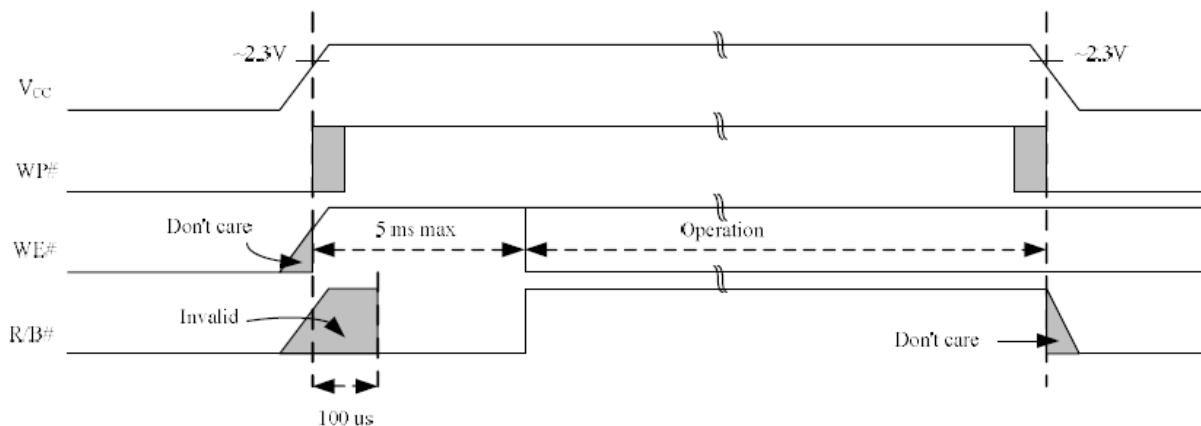 ~2.3V
~2.3V
VCC
WP#
Don't care
5 ms max
Operation
WE#
Invalid
R/B#
Don't care
100 us